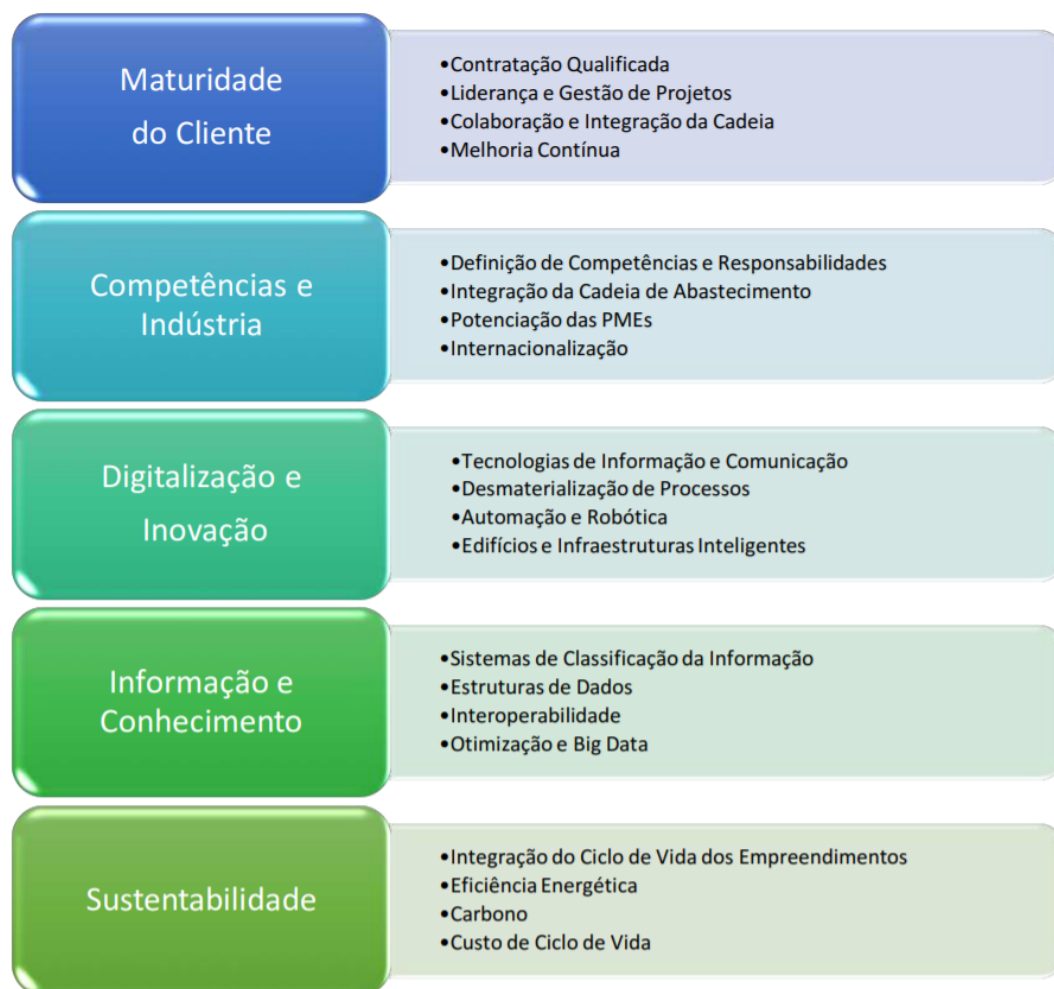 Maturidade
do Cliente
•Contratação Qualificada
•Liderança e Gestão de Projetos
•Colaboração e Integração da Cadeia
•Melhoria Contínua
Competências e
Indústria
•Definição de Competências e Responsabilidades
•Integração da Cadeia de Abastecimento
•Potenciação das PMEs
•Internacionalização
Digitalização e
Inovação
•Tecnologias de Informação e Comunicação
•Desmaterialização de Processos
•Automação e Robótica
•Edifícios e Infraestruturas Inteligentes
Informação e
Conhecimento
•Sistemas de Classificação da Informação
•Estruturas de Dados
•Interoperabilidade
•Otimização e Big Data
Sustentabilidade
•Integração do Ciclo de Vida dos Empreendimentos
•Eficiência Energética
•Carbono
•Custo de Ciclo de Vida